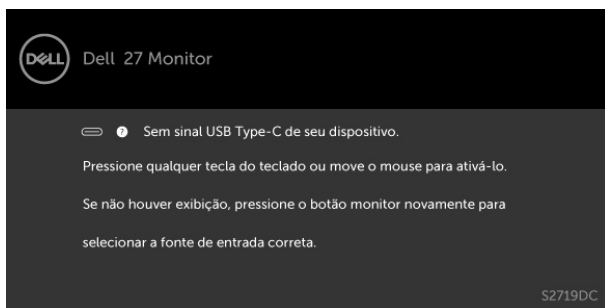 DELL Dell 27 Monitor
? Sem sinal USB Type-C de seu dispositivo.
Pressione qualquer tecla do teclado ou move o mouse para ativá-lo.
Se não houver exibição, pressione o botão monitor novamente para
selecionar a fonte de entrada correta.
S2719DC